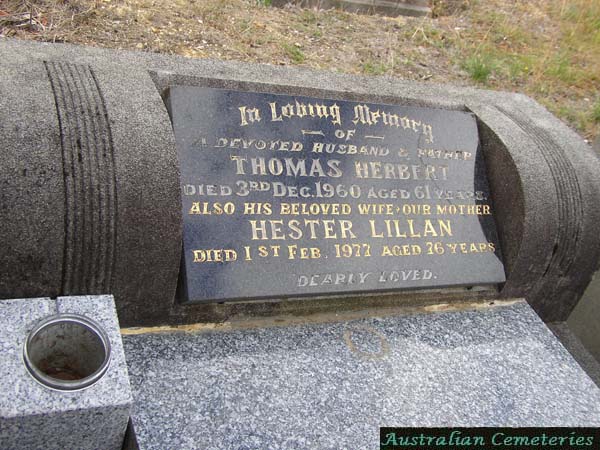 In Loving Memory
— OF —
A DEVOTED HUSBAND & FATHER
THOMAS HERBERT
DIED 3RD DEC. 1960 AGED 61 YEARS.
ALSO HIS BELOVED WIFE & OUR MOTHER
HESTER LILLAN
DIED 1ST FEB. 1977 AGED 76 YEARS
DEARLY LOVED.
Australian Cemeteries